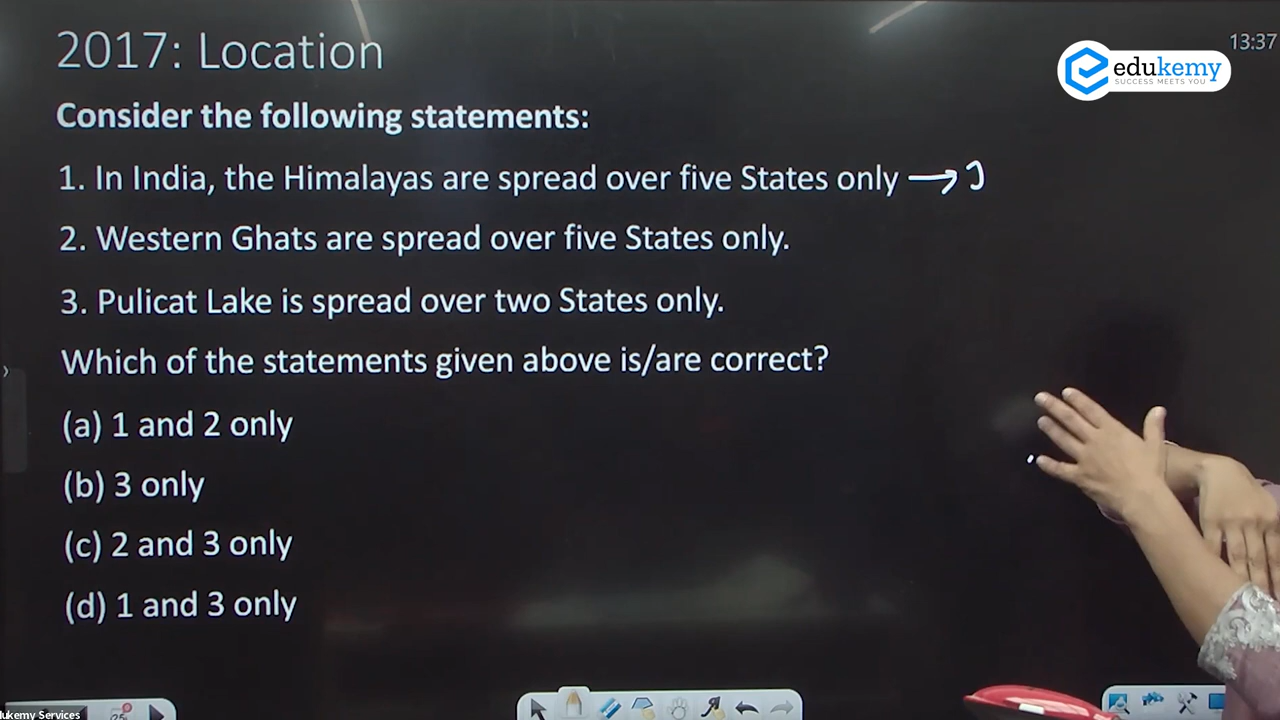 2017: Location
13:37
edukemy
SUCCESS MEETS YOU
Consider the following statements:
1. In India, the Himalayas are spread over five States only →
2. Western Ghats are spread over five States only.
3. Pulicat Lake is spread over two States only.
Which of the statements given above is/are correct?
(a) 1 and 2 only
(b) 3 only
(c) 2 and 3 only
(d) 1 and 3 only
dukemy Services